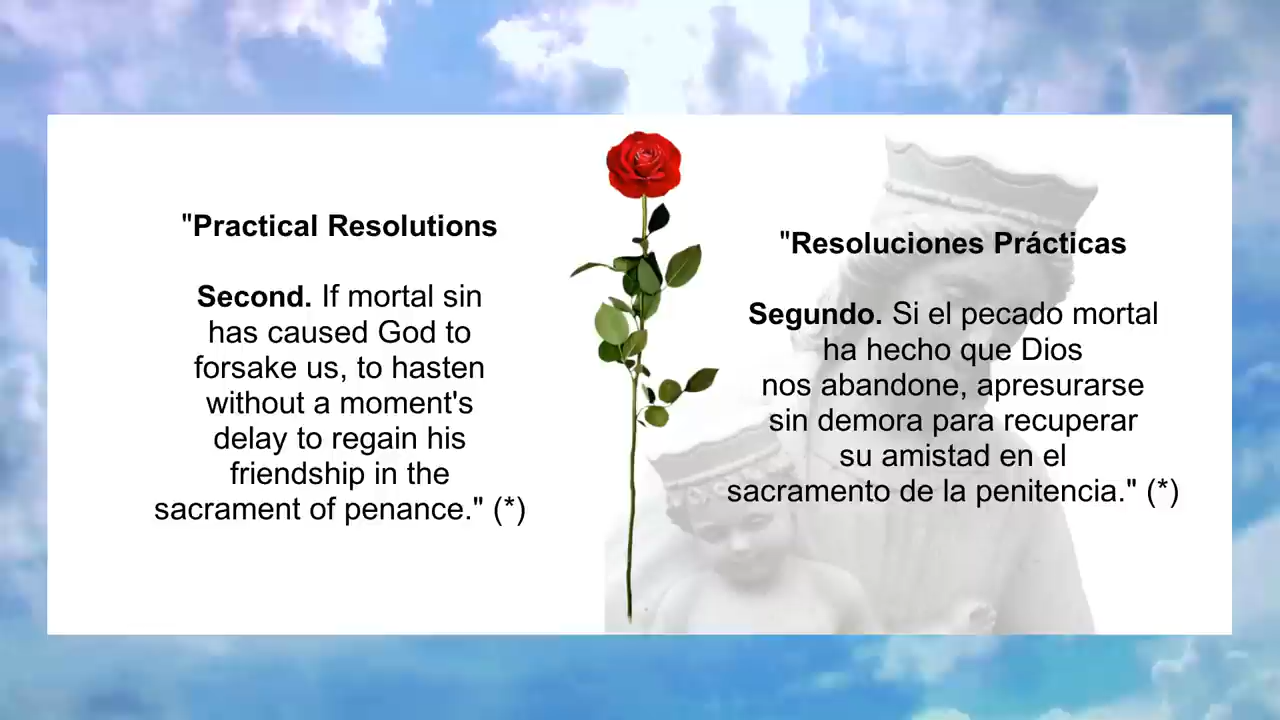 "Practical Resolutions
Second. If mortal sin
has caused God to
forsake us, to hasten
without a moment's
delay to regain his
friendship in the
sacrament of penance." (*)
"Resoluciones Prácticas
Segundo. Si el pecado mortal
ha hecho que Dios
nos abandone, apresurarse
sin demora para recuperar
su amistad en el
sacramento de la penitencia." (*)